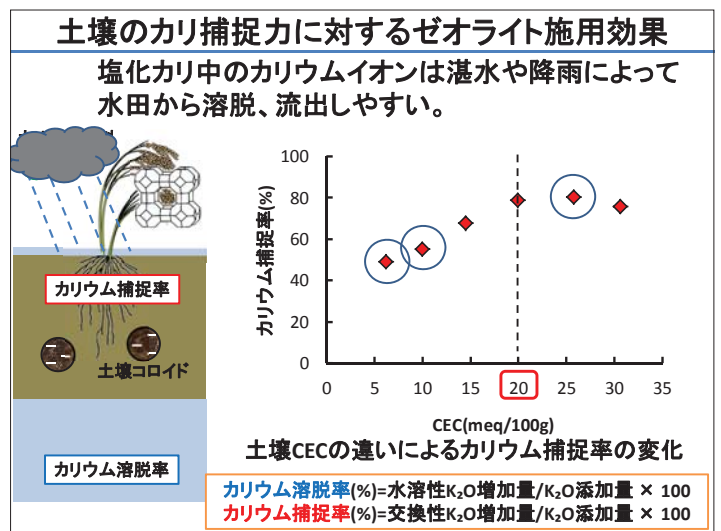 土壌のカリ捕捉力に対するゼオライト施用効果
塩化カリ中のカリウムイオンは湛水や降雨によって
水田から溶脱、流出しやすい。
カリウム捕捉率
土壌コロイド
カリウム溶脱率
カリウム捕捉率(%)
100
80
60
40
20
0
0 5 10 15 20 25 30 35
CEC(meq/100g)
土壌CECの違いによるカリウム捕捉率の変化
カリウム溶脱率(%)=水溶性K₂O増加量/K₂O添加量 × 100
カリウム捕捉率(%)=交換性K₂O増加量/K₂O添加量 × 100